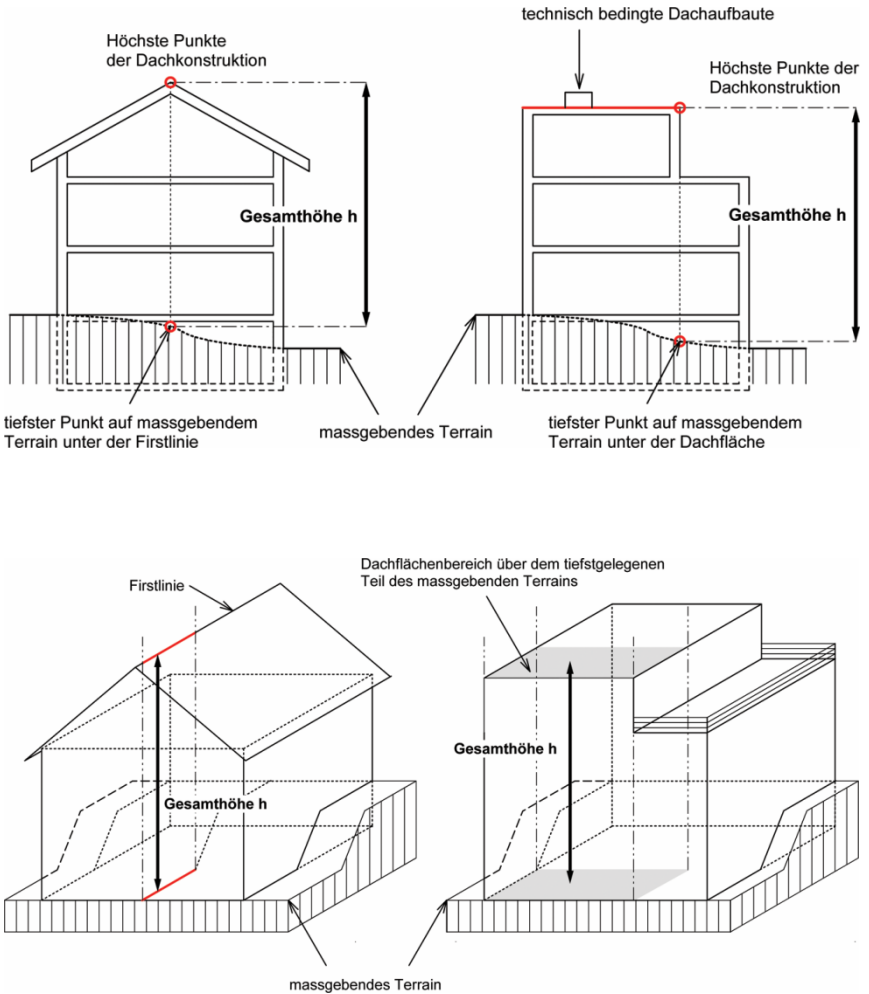 technisch bedingte Dachaufbaute
Höchste Punkte
der Dachkonstruktion
Höchste Punkte der
Dachkonstruktion
Gesamthöhe h
Gesamthöhe h
tiefster Punkt auf massgebendem
Terrain unter der Firstlinie
massgebendes Terrain
tiefster Punkt auf massgebendem
Terrain unter der Dachfläche
Firstlinie
Dachflächenbereich über dem tiefstgelegenen
Teil des massgebenden Terrains
Gesamthöhe h
Gesamthöhe h
massgebendes Terrain